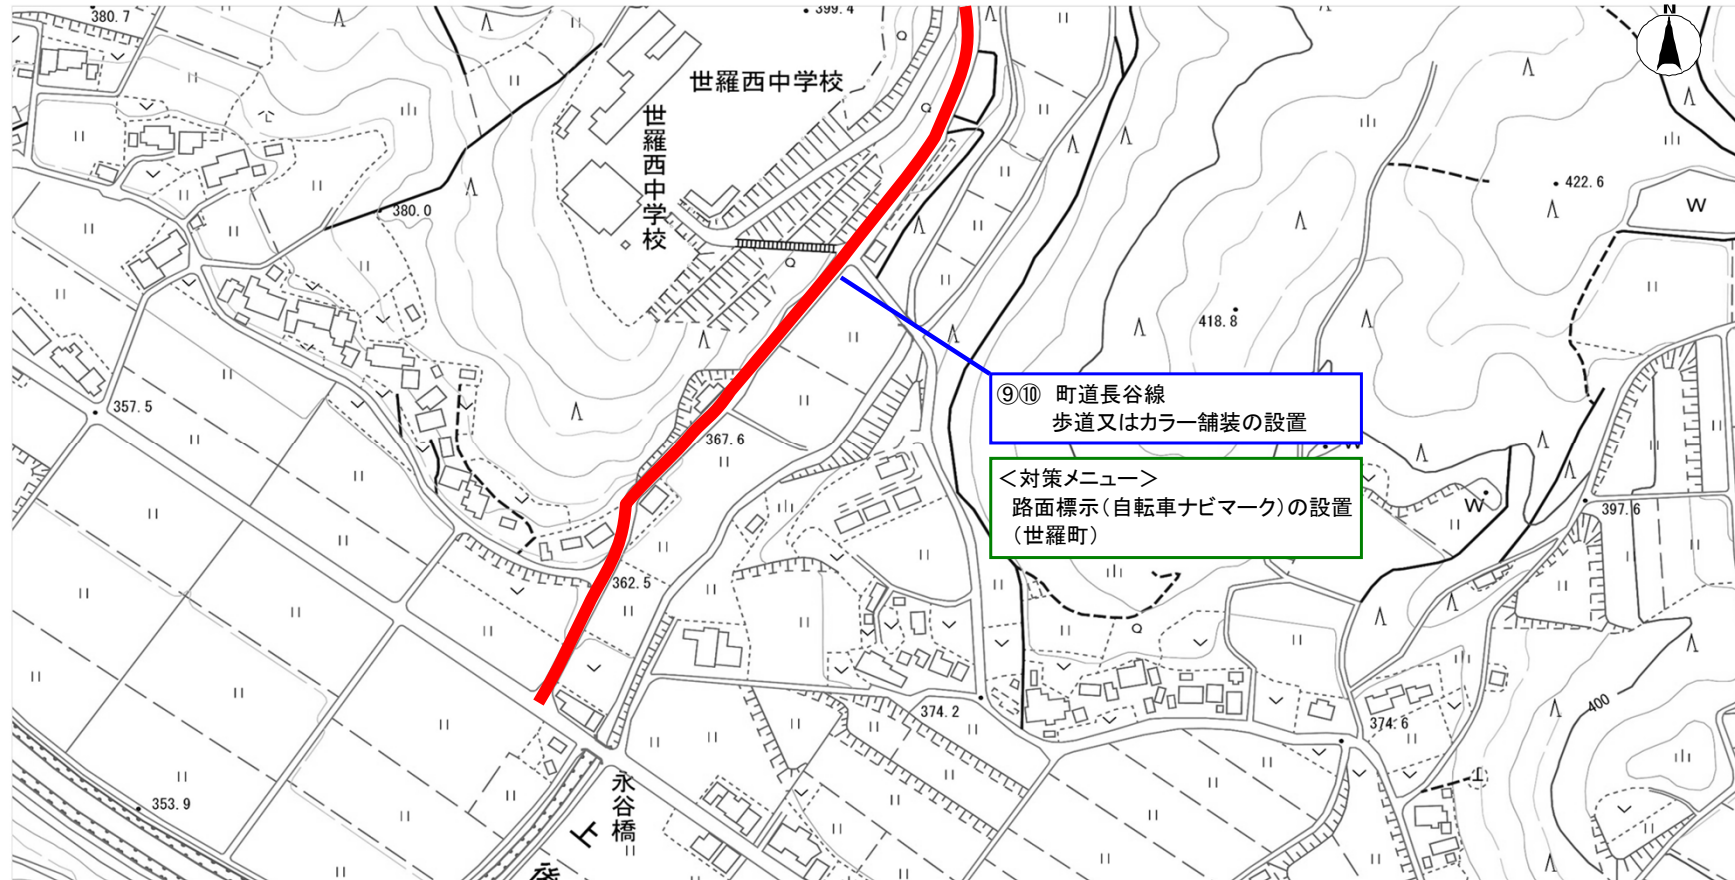 380.7
399.4
N
世羅西中学校
世羅西中学校
422.6
W
380.0
418.8
⑨⑩ 町道長谷線
歩道又はカラー舗装の設置
357.5
367.6
W
<対策メニュー>
路面標示(自転車ナビマーク)の設置
(世羅町)
W
397.6
362.5
374.2
374.6
400
353.9
永谷橋
上